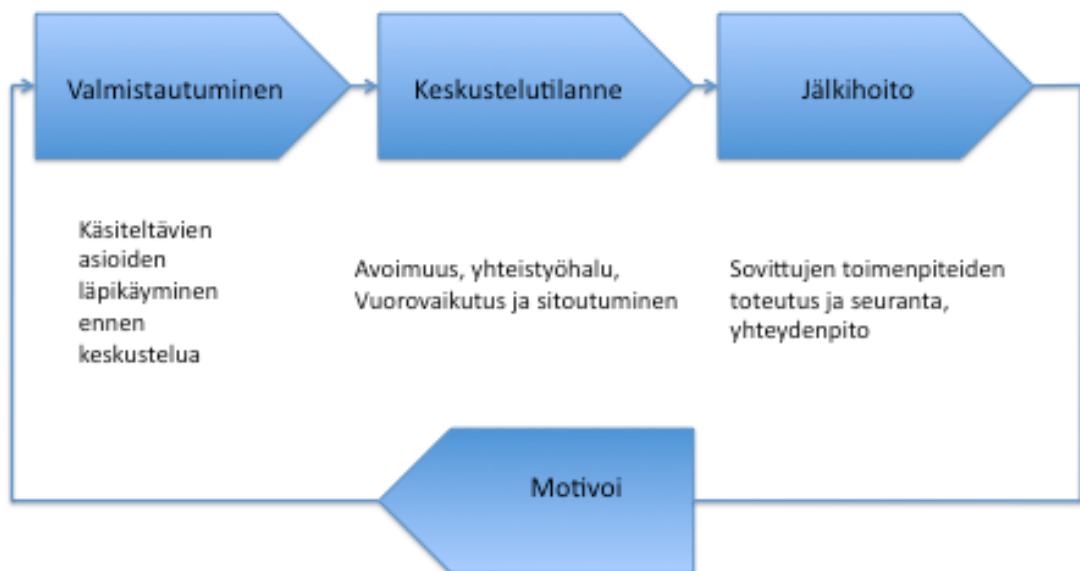 Valmistautuminen
Keskustelutilanne
Jälkihoito
Käsiteltävien
asioiden
läpikäyminen
ennen
keskustelua
Avoimuus, yhteistyöhalu,
Vuorovaikutus ja sitoutuminen
Sovittujen toimenpiteiden
toteutus ja seuranta,
yhteydenpito
Motivoi